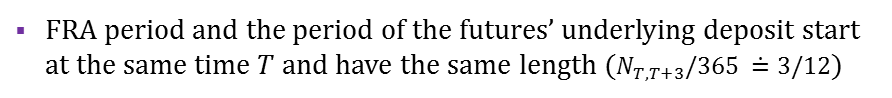 ▪ FRA period and the period of the futures’ underlying deposit start
at the same time T and have the same length (N_{T,T+3}/365 ≐ 3/12)